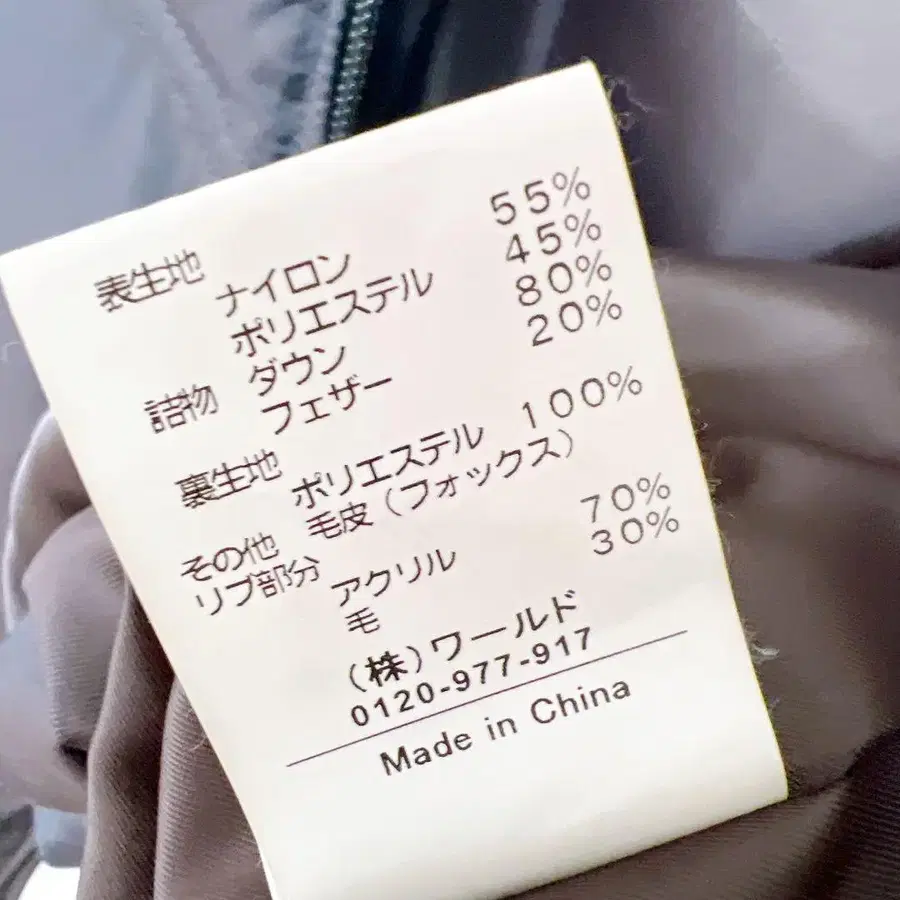 表生地 ナイロン 55%
ポリエステル 45%
詰物 ダウン 80%
フェザー 20%
裏生地 ポリエステル 100%
その他 毛皮(フォックス)
リブ部分 アクリル 70%
毛 30%
(株)ワールド
0120-977-917
Made in China